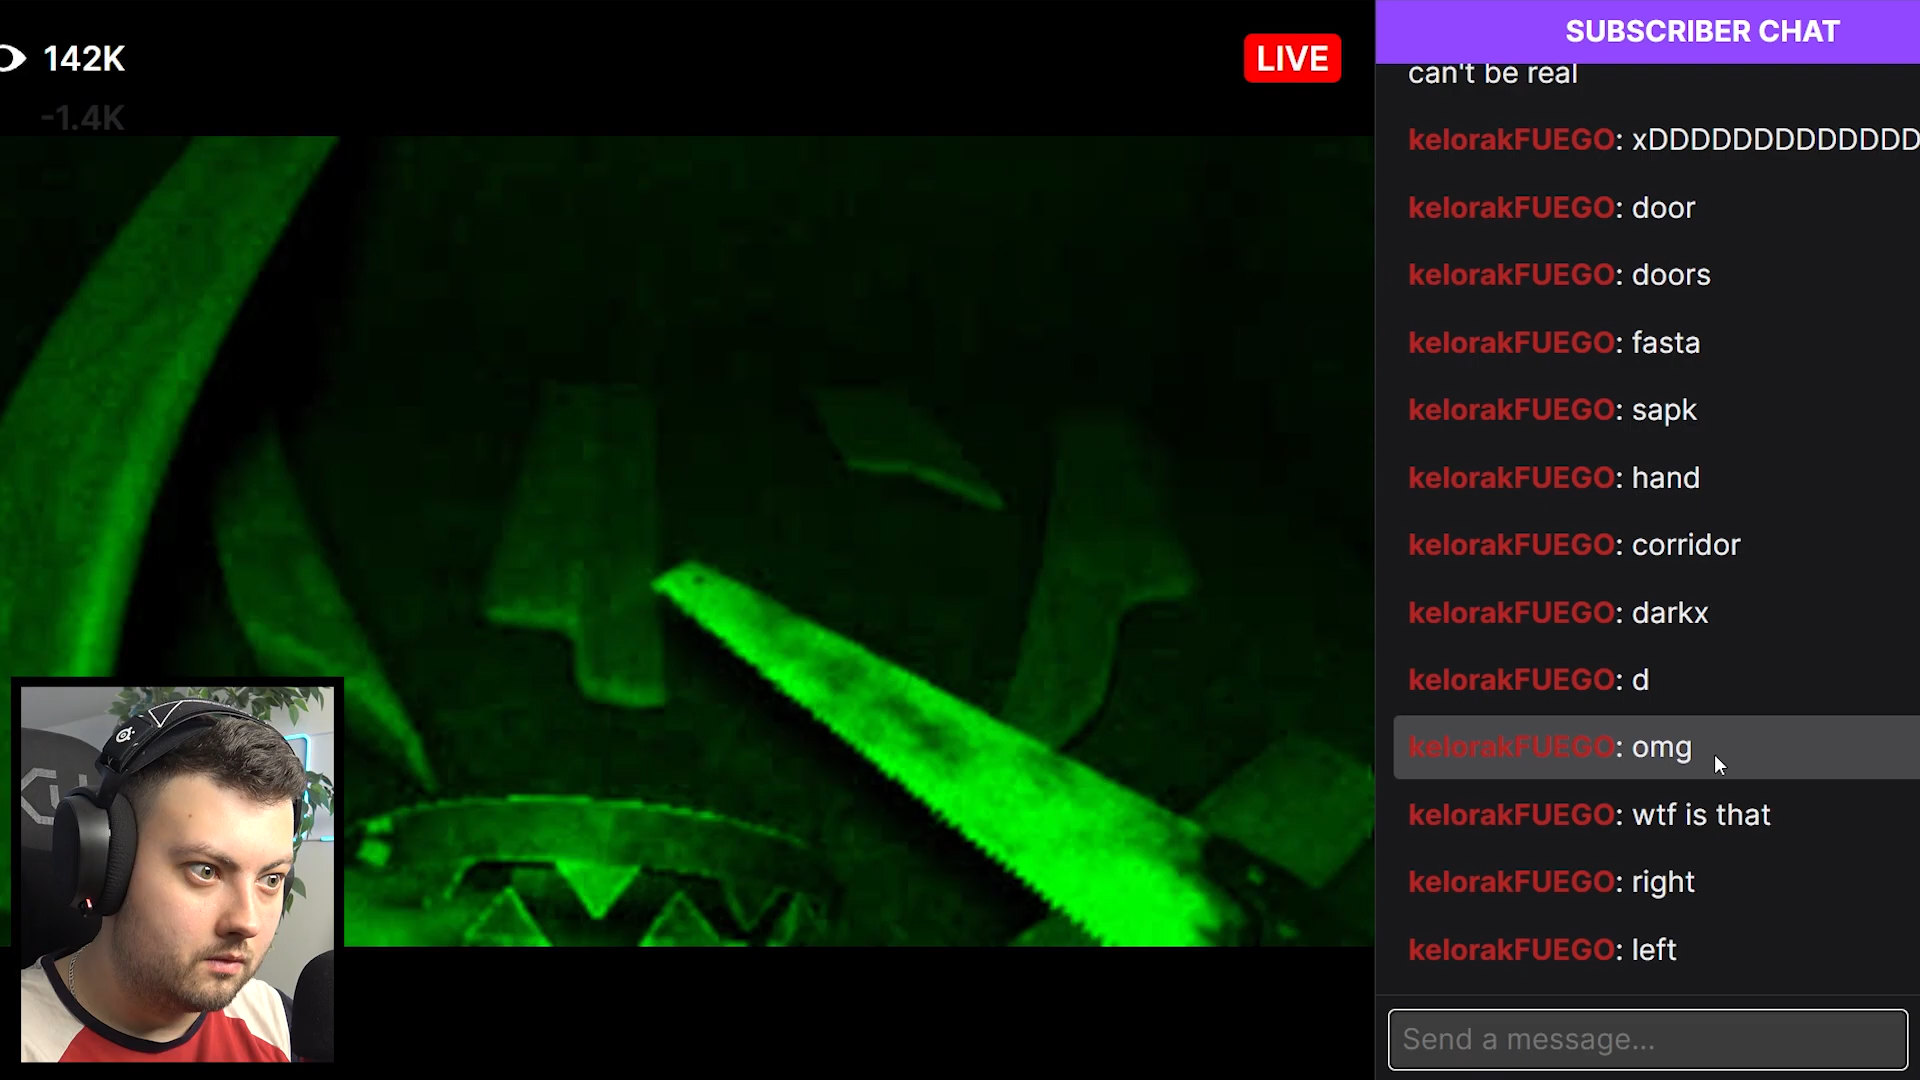 142K
-1.4K
LIVE
SUBSCRIBER CHAT
can't be real
kelorakFUEGO: xDDDDDDDDDDDDD
kelorakFUEGO: door
kelorakFUEGO: doors
kelorakFUEGO: fasta
kelorakFUEGO: sapk
kelorakFUEGO: hand
kelorakFUEGO: corridor
kelorakFUEGO: darkx
kelorakFUEGO: d
kelorakFUEGO: omg
kelorakFUEGO: wtf is that
kelorakFUEGO: right
kelorakFUEGO: left
Send a message...